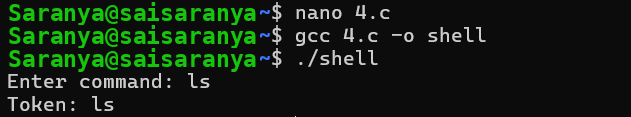 Saranya@saisaranya~$ nano 4.c
Saranya@saisaranya~$ gcc 4.c -o shell
Saranya@saisaranya~$ ./shell
Enter command: ls
Token: ls